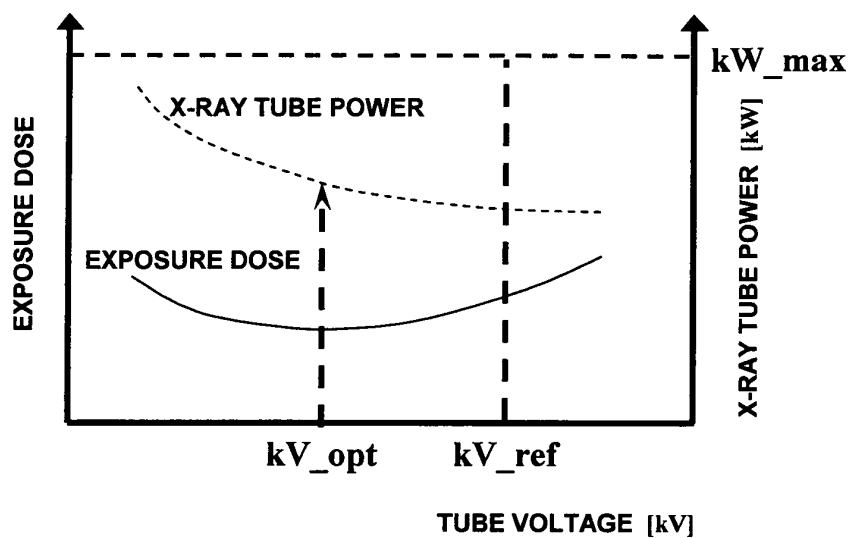 kW_max
X-RAY TUBE POWER
EXPOSURE DOSE
EXPOSURE DOSE
X-RAY TUBE POWER [kW]
kV_opt
kV_ref
TUBE VOLTAGE [kV]